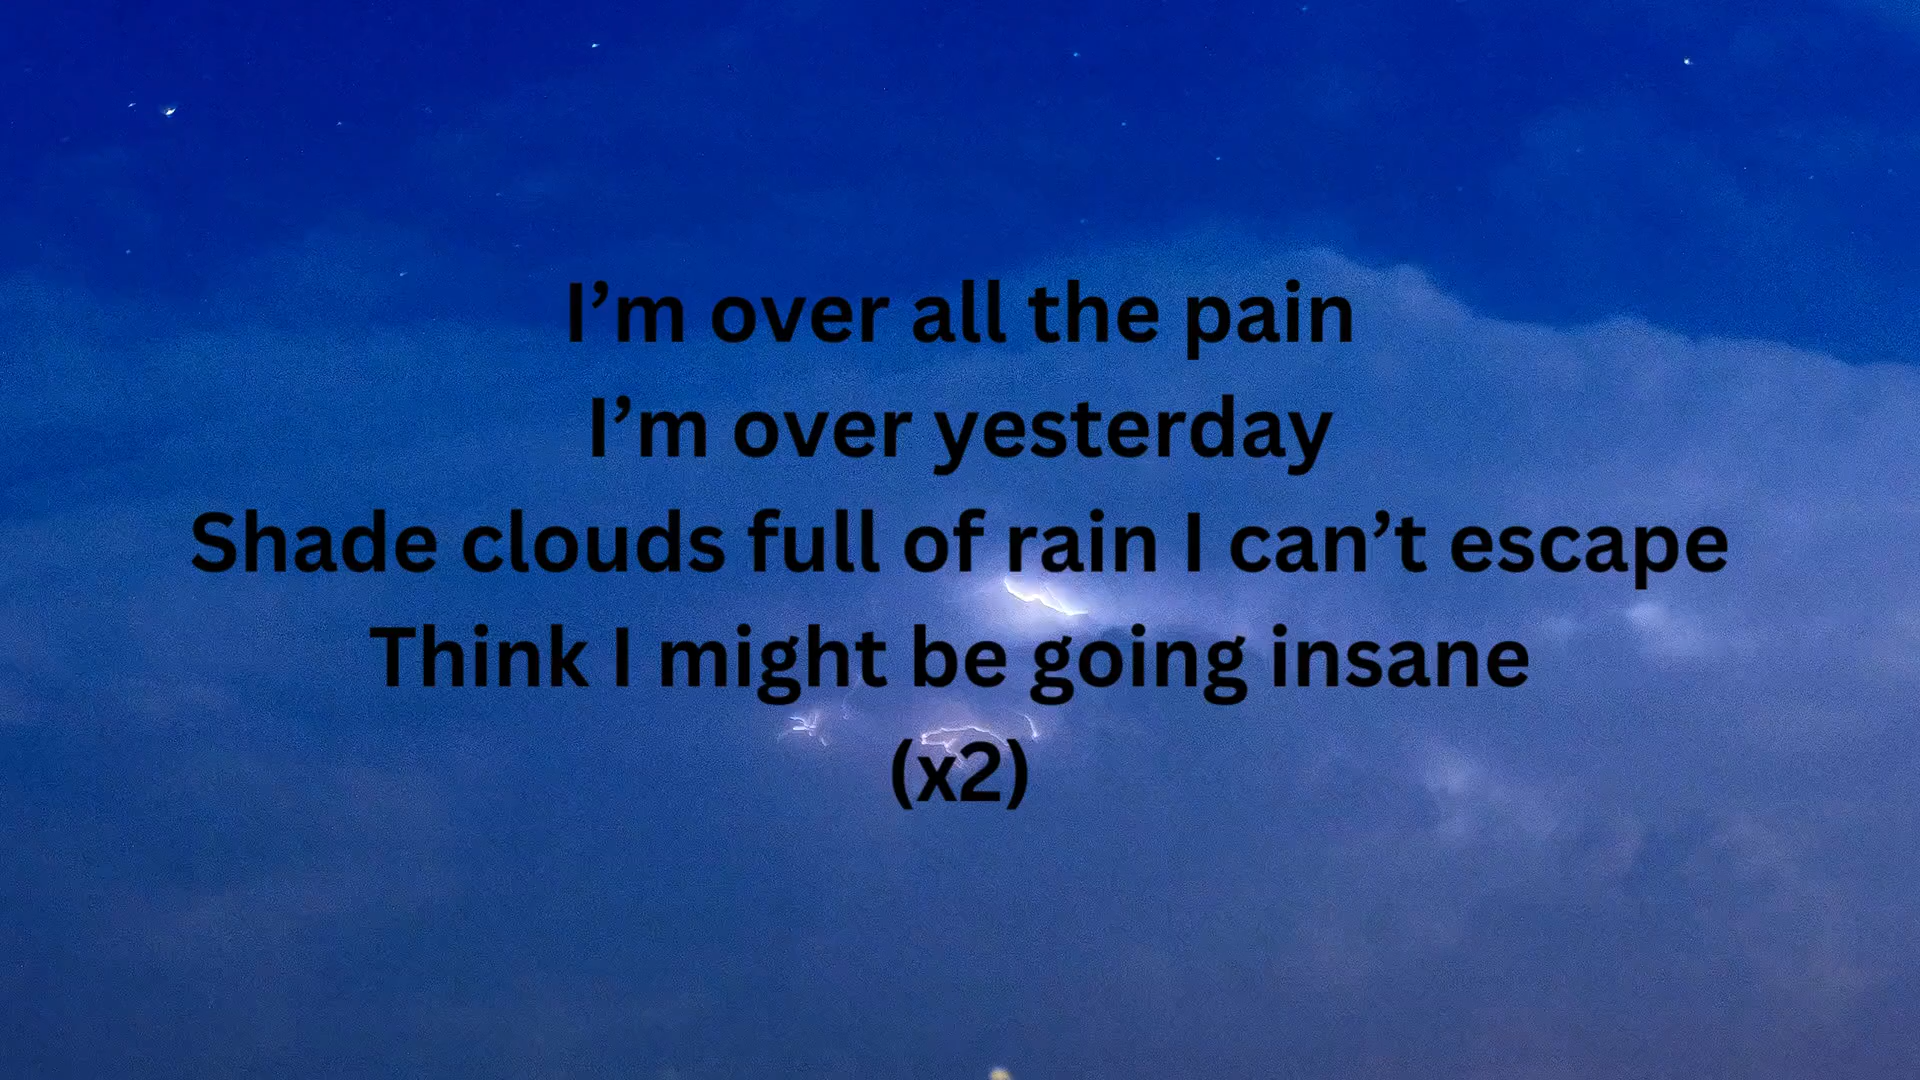 I’m over all the pain
I’m over yesterday
Shade clouds full of rain I can’t escape
Think I might be going insane
(x2)